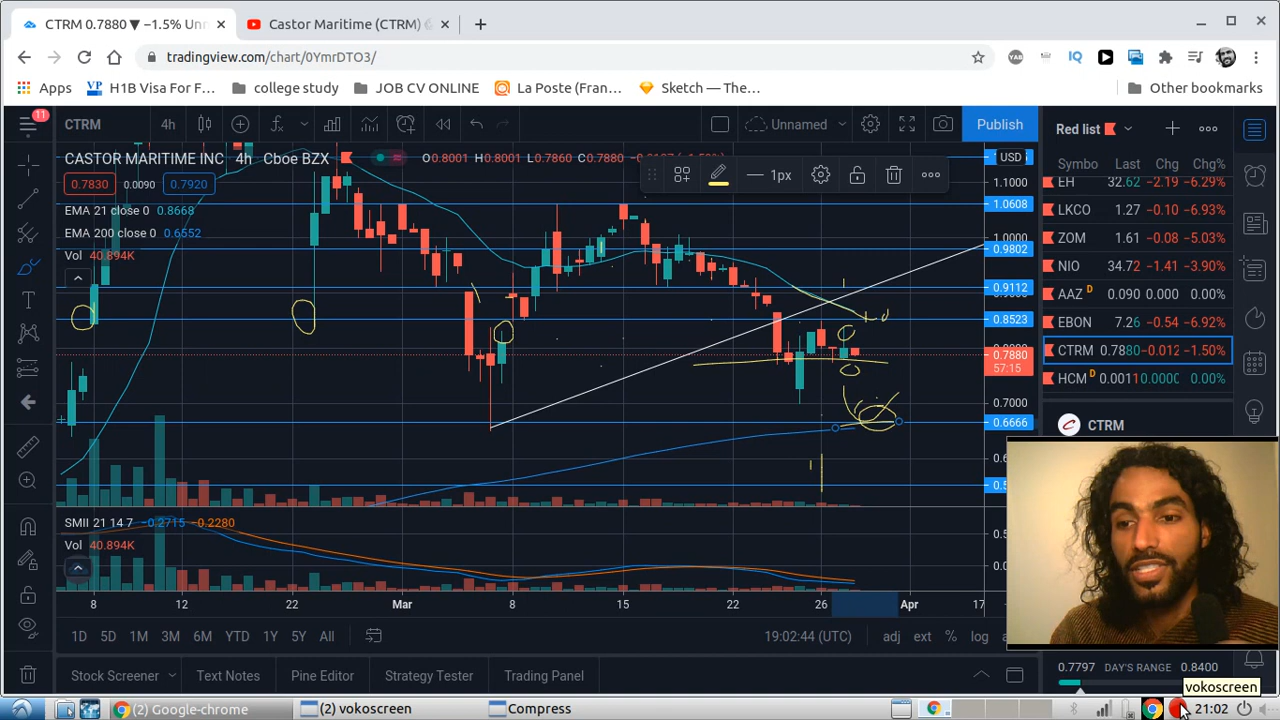 CTRM 0.7880 ▼ −1.5% Unn
Castor Maritime (CTRM)
tradingview.com/chart/0YmrDTO3/
YAB
IQ
Apps
VP H1B Visa For F...
college study
JOB CV ONLINE
La Poste (Fran...
Sketch — The...
Other bookmarks
11
CTRM
4h
Unnamed
Publish
CASTOR MARITIME INC 4h Cboe BZX
O0.8001 H0.8001 L0.7860 C0.7880
0.7830 0.0090 0.7920
EMA 21 close 0 0.8668
EMA 200 close 0 0.6552
Vol 40.894K
1px
USD
1.1000
1.0608
1.0000
0.9802
0.9112
0.8523
0.7880
57:15
0.7000
0.6666
SMII 21 14 7 −0.2715 −0.2280
Vol 40.894K
8 12 22 Mar 8 15 22 26 Apr 17
1D 5D 1M 3M 6M YTD 1Y 5Y All
19:02:44 (UTC)
adj ext % log
Stock Screener
Text Notes
Pine Editor
Strategy Tester
Trading Panel
Red list
Symbo Last Chg Chg%
EH 32.62 −2.19 −6.29%
LKCO 1.27 −0.10 −6.93%
ZOM 1.61 −0.08 −5.03%
NIO 34.72 −1.41 −3.90%
AAZ D 0.090 0.000 0.00%
EBON 7.26 −0.54 −6.92%
CTRM 0.7880 −0.012 −1.50%
HCM D 0.0011 0.0000 0.00%
CTRM
0.7797 DAY'S RANGE 0.8400
vokoscreen
(2) Google-chrome
(2) vokoscreen
Compress
21:02